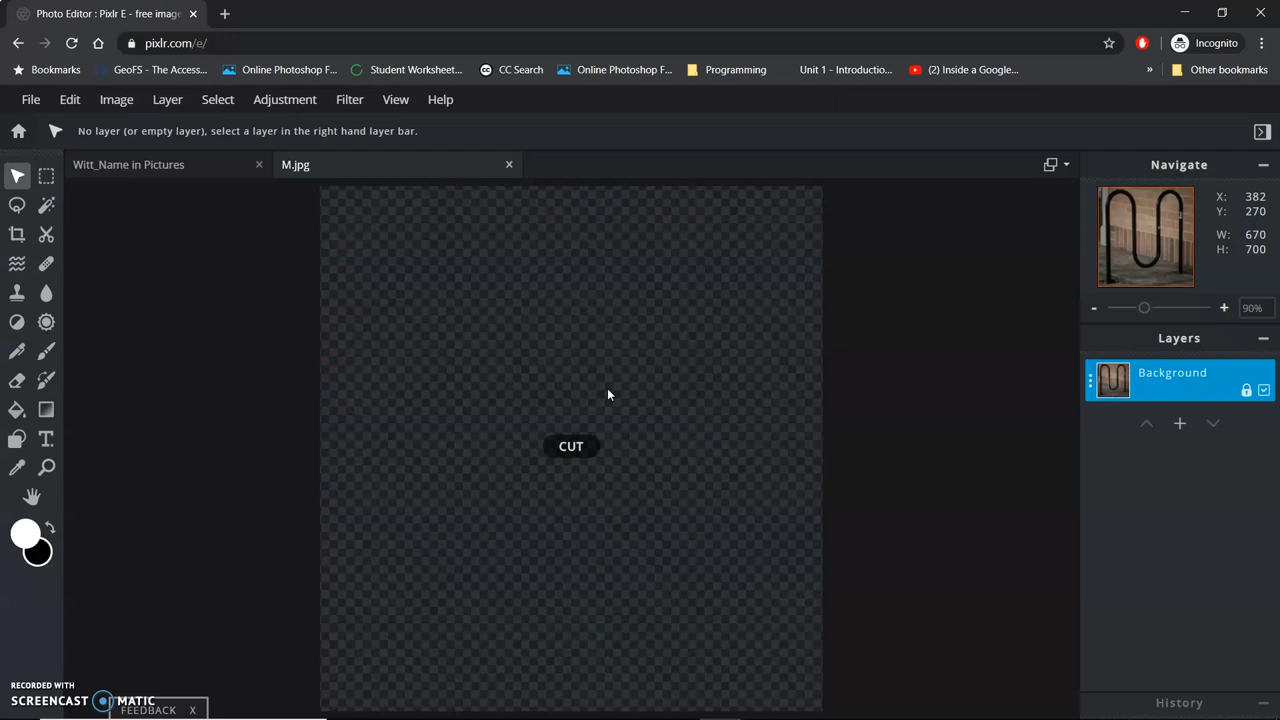 Photo Editor : Pixlr E - free imag
pixlr.com/e/
Incognito
Bookmarks
GeoFS - The Access...
Online Photoshop F...
Student Worksheet...
CC Search
Online Photoshop F...
Programming
Unit 1 - Introductio...
(2) Inside a Google...
»
Other bookmarks
File
Edit
Image
Layer
Select
Adjustment
Filter
View
Help
No layer (or empty layer), select a layer in the right hand layer bar.
Witt_Name in Pictures
M.jpg
Navigate
X: 382
Y: 270
W: 670
H: 700
90%
Layers
Background
CUT
History
RECORDED WITH
SCREENCAST MATIC
FEEDBACK X